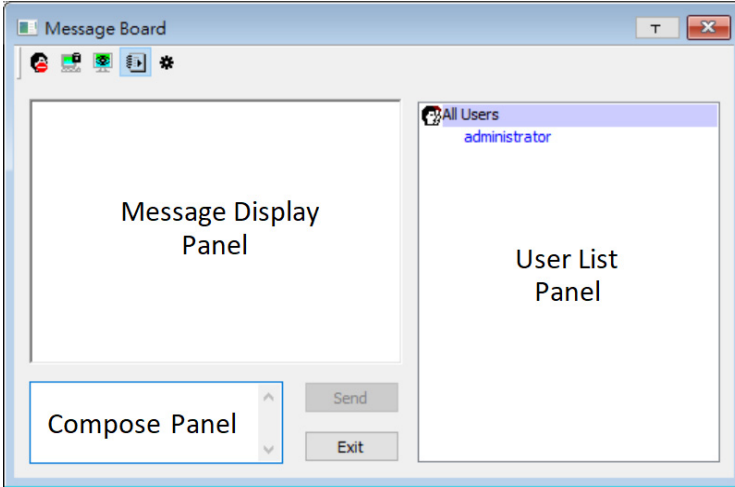 Message Board
All Users
administrator
Message Display
Panel
User List
Panel
Compose Panel
Send
Exit